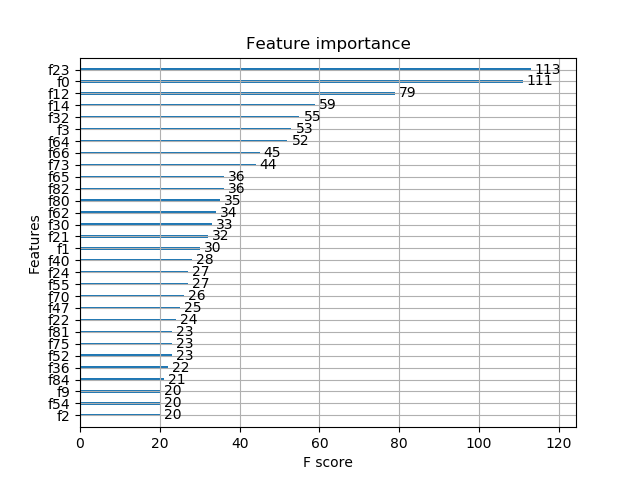 Feature importance
Features
f23 113
f0 111
f12 79
f14 59
f32 55
f3 53
f64 52
f66 45
f73 44
f65 36
f82 36
f80 35
f62 34
f30 33
f21 32
f1 30
f40 28
f24 27
f55 27
f70 26
f47 25
f22 24
f81 23
f75 23
f52 23
f36 22
f84 21
f9 20
f54 20
f2 20
0 20 40 60 80 100 120
F score